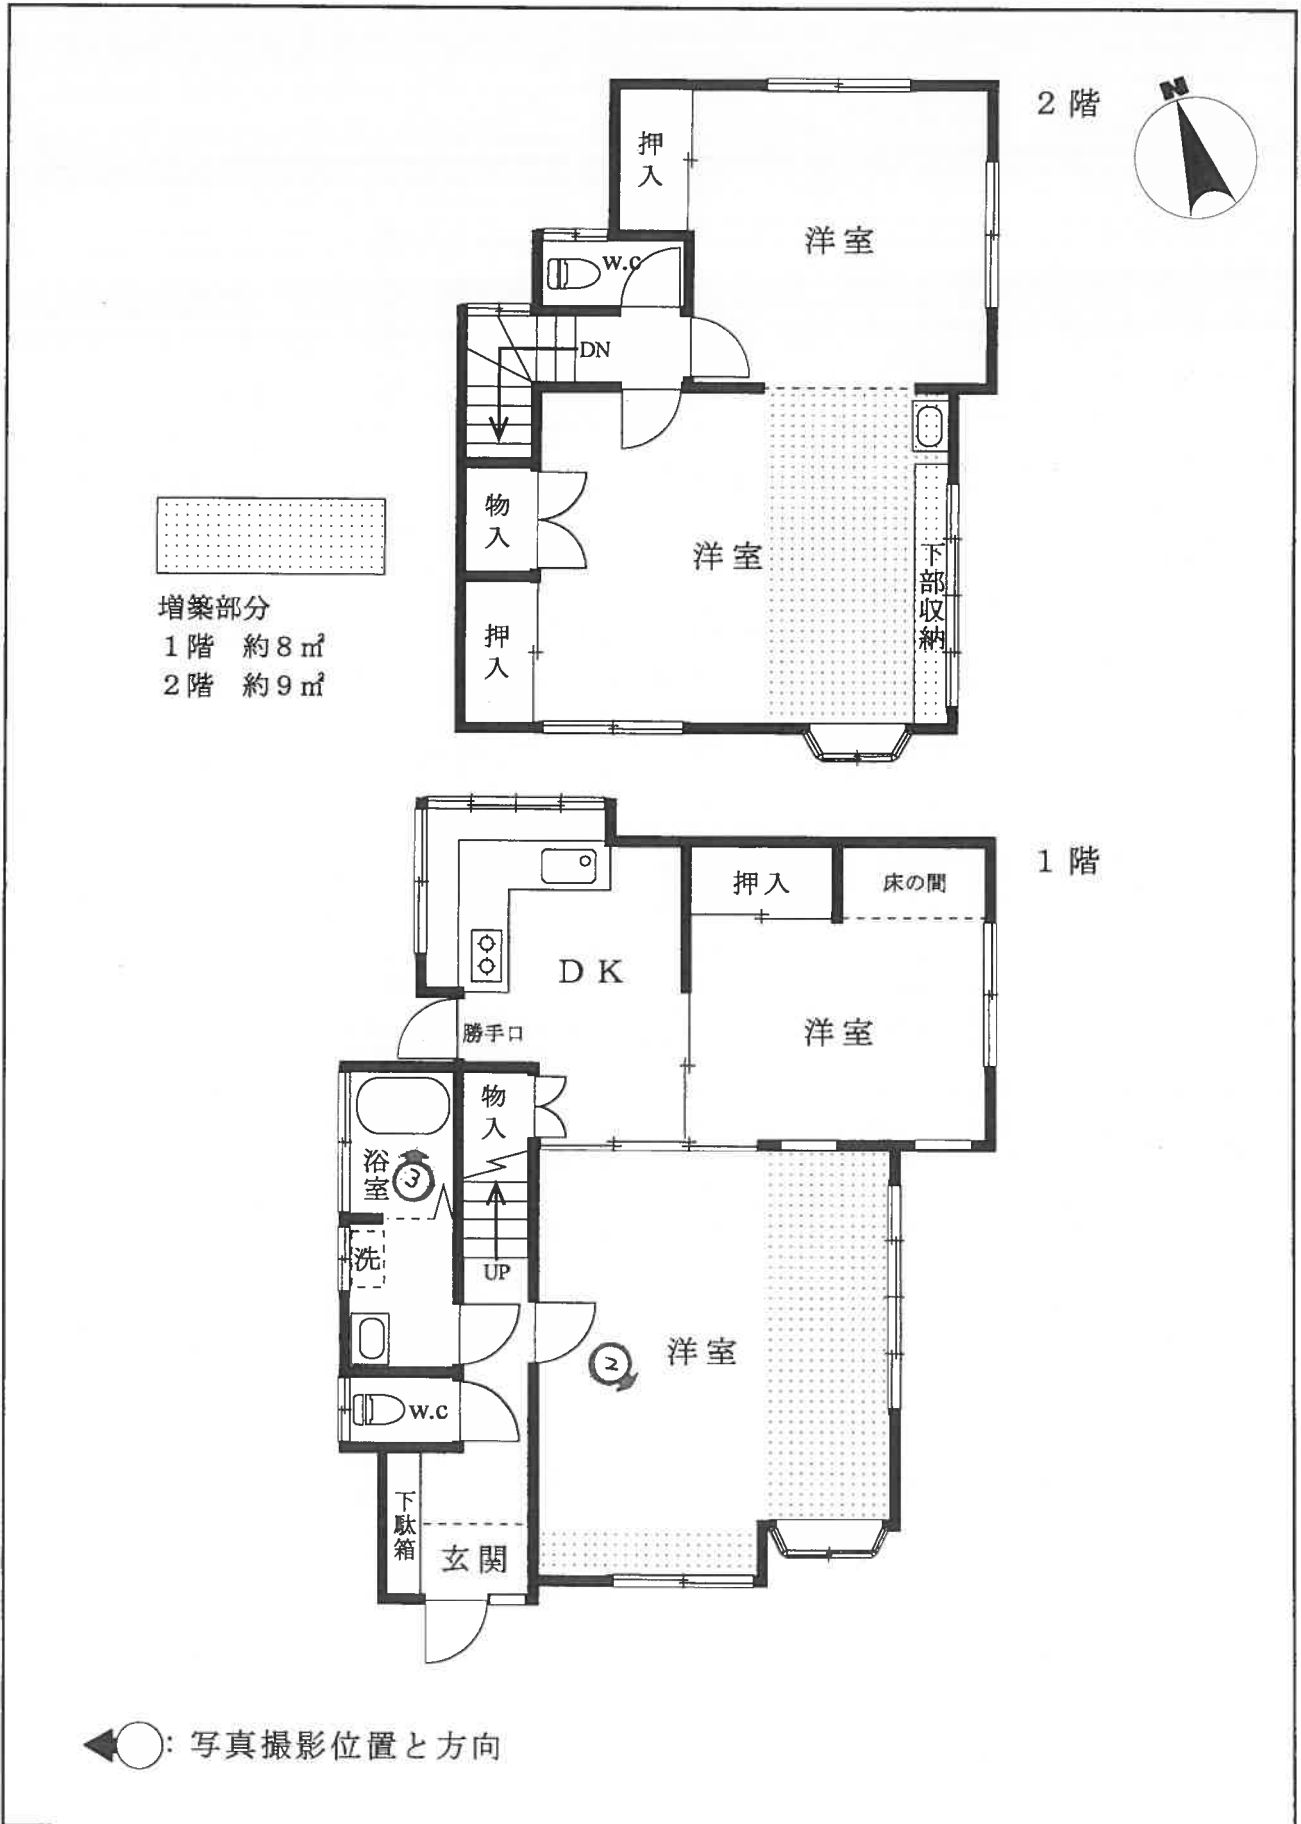 2階
N
押入
洋室
W.C
DN
物入
洋室
下部収納
押入
増築部分
1階 約8㎡
2階 約9㎡
1階
押入
床の間
DK
洋室
勝手口
物入
浴室
3
洗
UP
洋室
2
W.C
下駄箱
玄関
: 写真撮影位置と方向